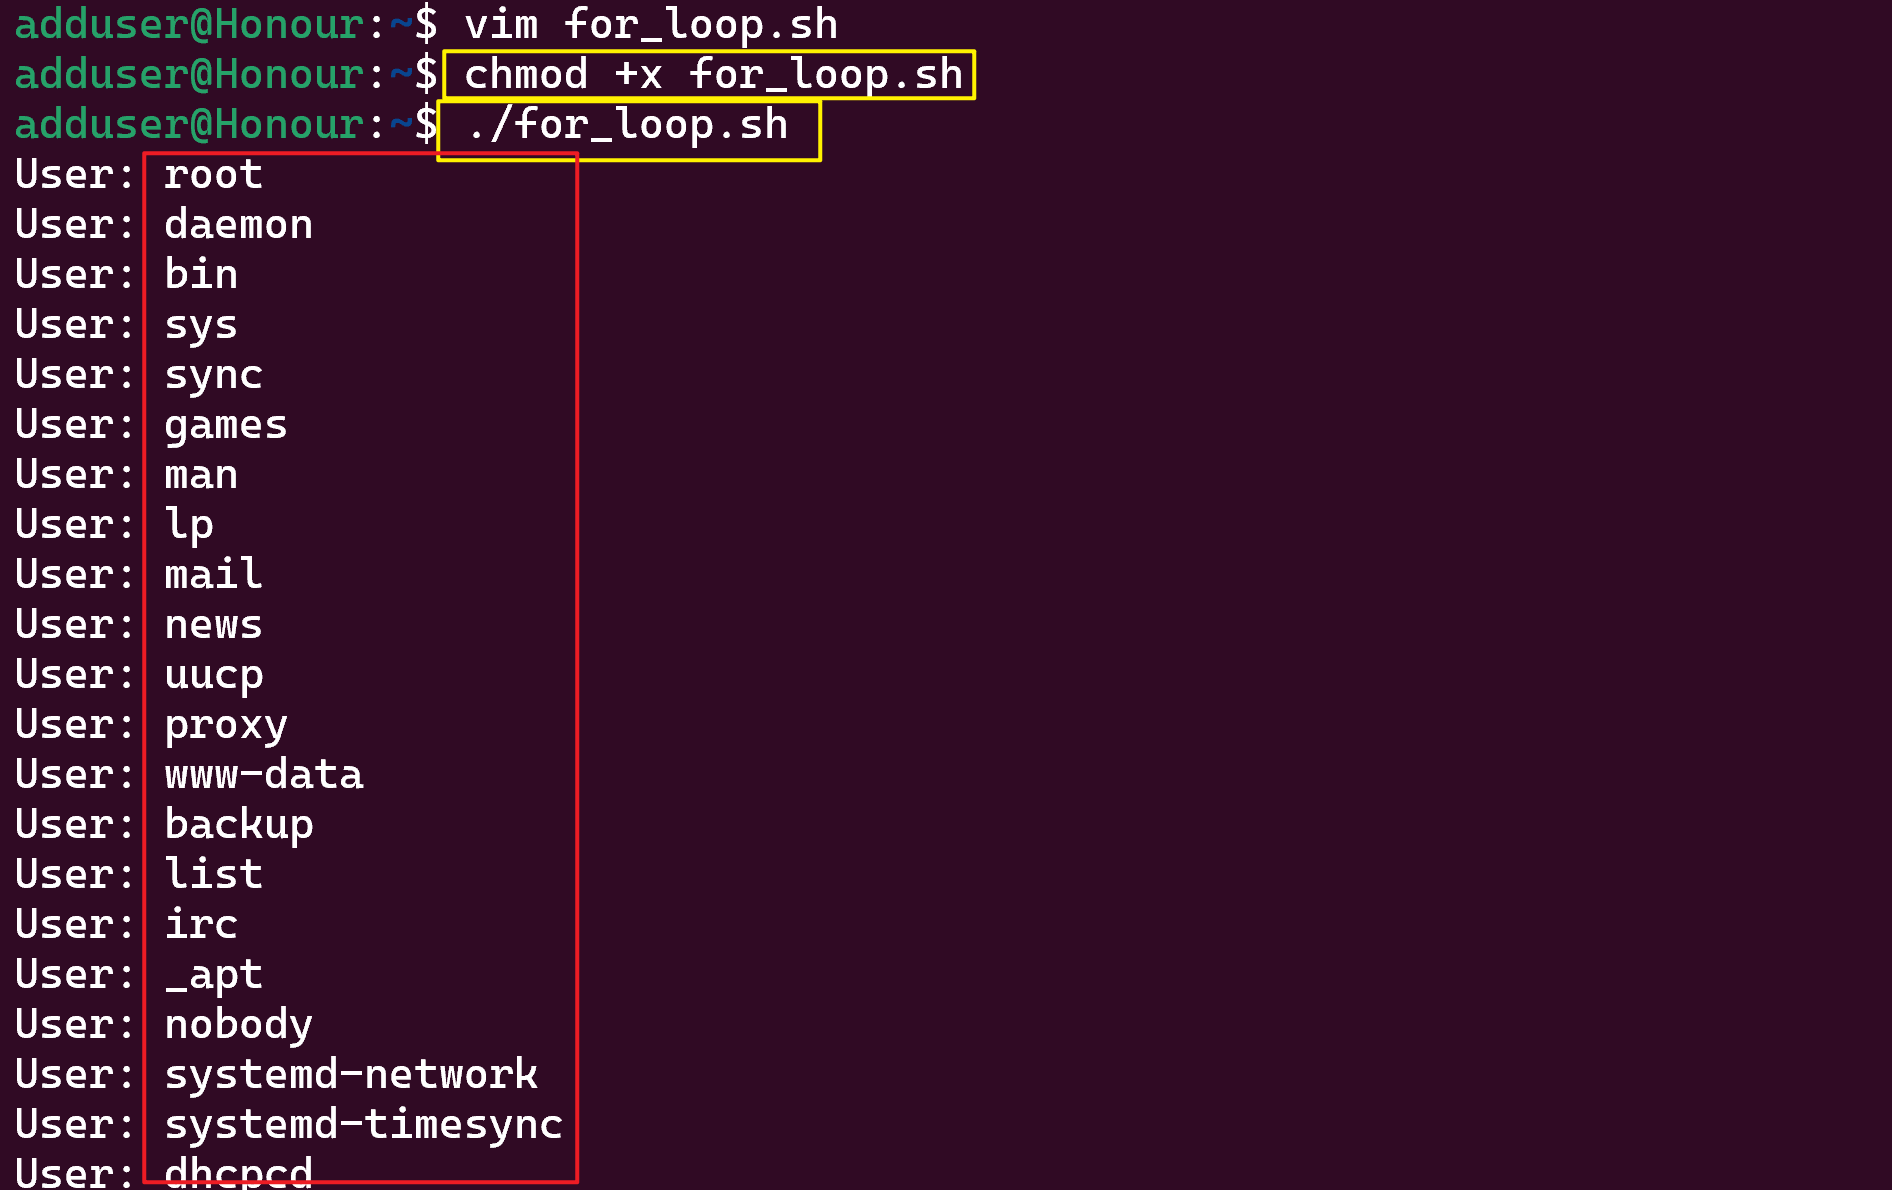 adduser@Honour:~$ vim for_loop.sh
adduser@Honour:~$ chmod +x for_loop.sh
adduser@Honour:~$ ./for_loop.sh
User: root
User: daemon
User: bin
User: sys
User: sync
User: games
User: man
User: lp
User: mail
User: news
User: uucp
User: proxy
User: www-data
User: backup
User: list
User: irc
User: _apt
User: nobody
User: systemd-network
User: systemd-timesync
User: dhcpcd